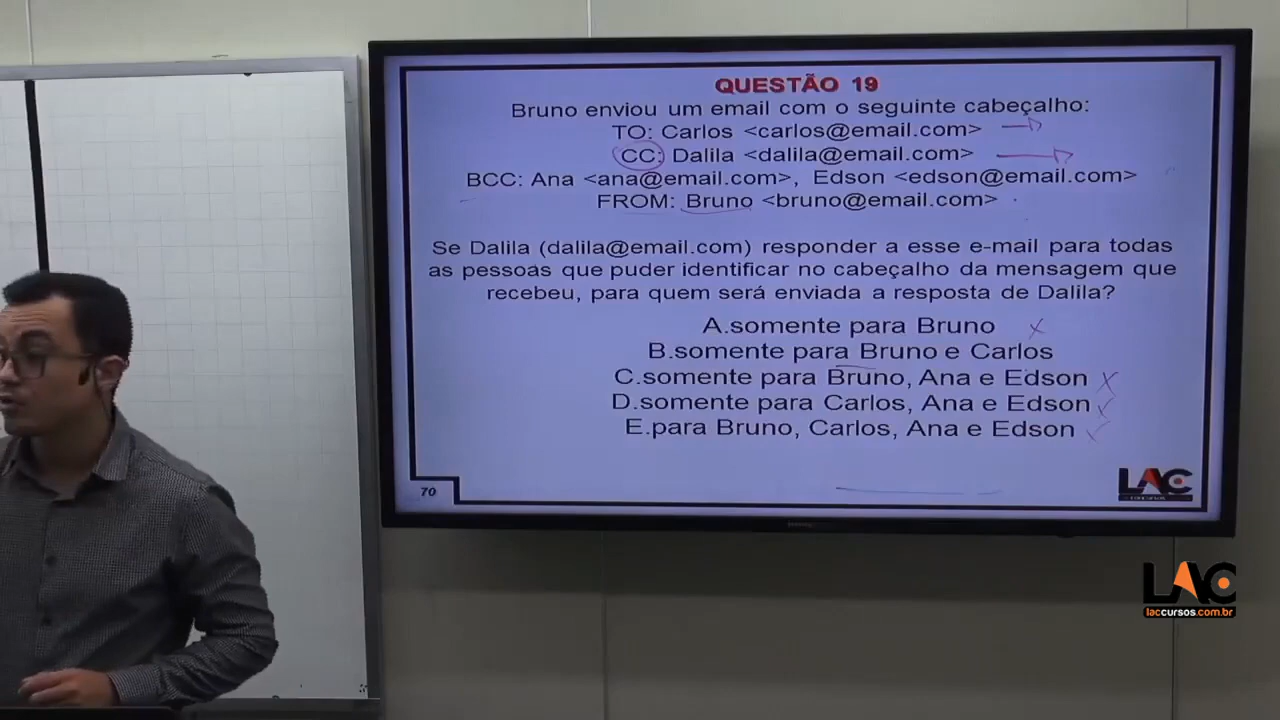 QUESTÃO 19
Bruno enviou um email com o seguinte cabeçalho:
TO: Carlos <carlos@email.com>
CC: Dalila <dalila@email.com>
BCC: Ana <ana@email.com>, Edson <edson@email.com>
FROM: Bruno <bruno@email.com>
Se Dalila (dalila@email.com) responder a esse e-mail para todas
as pessoas que puder identificar no cabeçalho da mensagem que
recebeu, para quem será enviada a resposta de Dalila?
A.somente para Bruno
B.somente para Bruno e Carlos
C.somente para Bruno, Ana e Edson
D.somente para Carlos, Ana e Edson
E.para Bruno, Carlos, Ana e Edson
70
LAC
LAC
laccursos.com.br